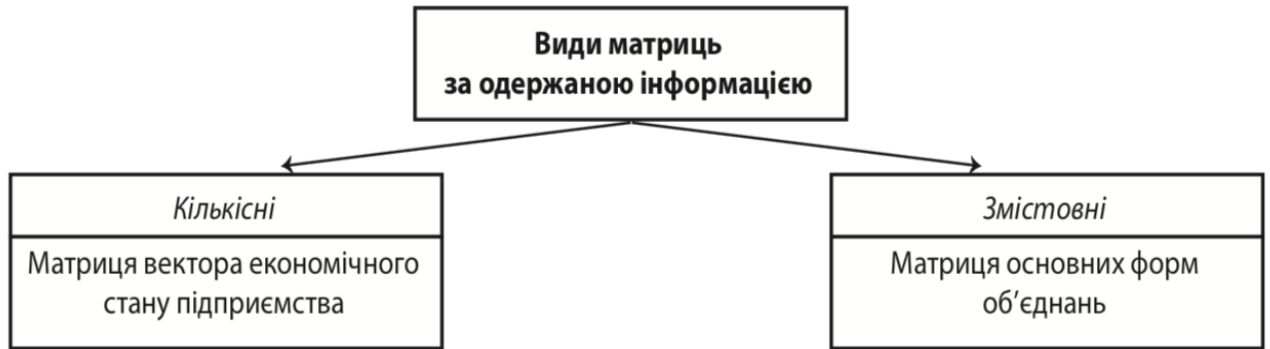 Види матриць
за одержаною інформацією
Кількісні
Матриця вектора економічного
стану підприємства
Змістовні
Матриця основних форм
об’єднань